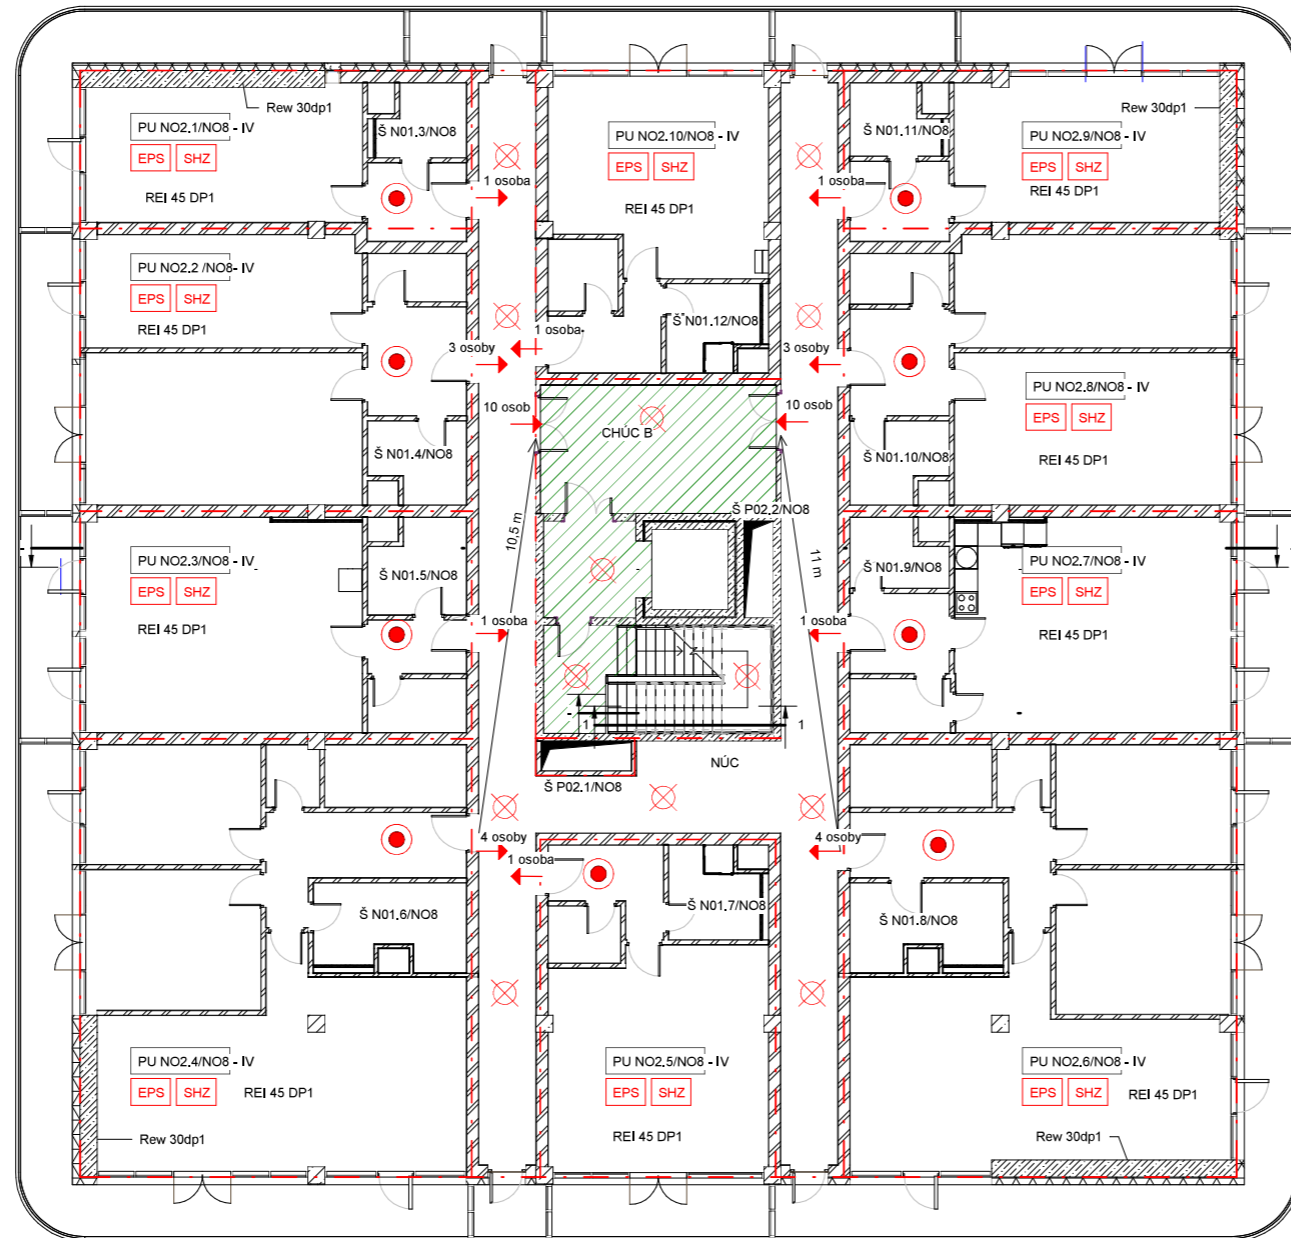 Rew 30dp1
Rew 30dp1
PU NO2.1/NO8 - IV
EPS SHZ
REI 45 DP1
Š N01.3/NO8
PU NO2.10/NO8 - IV
EPS SHZ
REI 45 DP1
Š N01.11/NO8
PU NO2.9/NO8 - IV
EPS SHZ
REI 45 DP1
1 osoba
1 osoba
PU NO2.2 /NO8- IV
EPS SHZ
REI 45 DP1
1 osoba
Š N01.12/NO8
3 osoby
3 osoby
PU NO2.8/NO8 - IV
EPS SHZ
REI 45 DP1
10 osob
10 osob
CHÚC B
Š N01.4/NO8
Š N01.10/NO8
Š P02.2/NO8
10,5 m
11 m
PU NO2.3/NO8 - IV
EPS SHZ
REI 45 DP1
Š N01.5/NO8
Š N01.9/NO8
PU NO2.7/NO8 - IV
EPS SHZ
REI 45 DP1
1 osoba
1 osoba
1
1
NÚC
Š P02.1/NO8
4 osoby
4 osoby
1 osoba
Š N01.6/NO8
Š N01.7/NO8
Š N01.8/NO8
PU NO2.4/NO8 - IV
EPS SHZ
REI 45 DP1
PU NO2.5/NO8 - IV
EPS SHZ
REI 45 DP1
PU NO2.6/NO8 - IV
EPS SHZ
REI 45 DP1
Rew 30dp1
Rew 30dp1